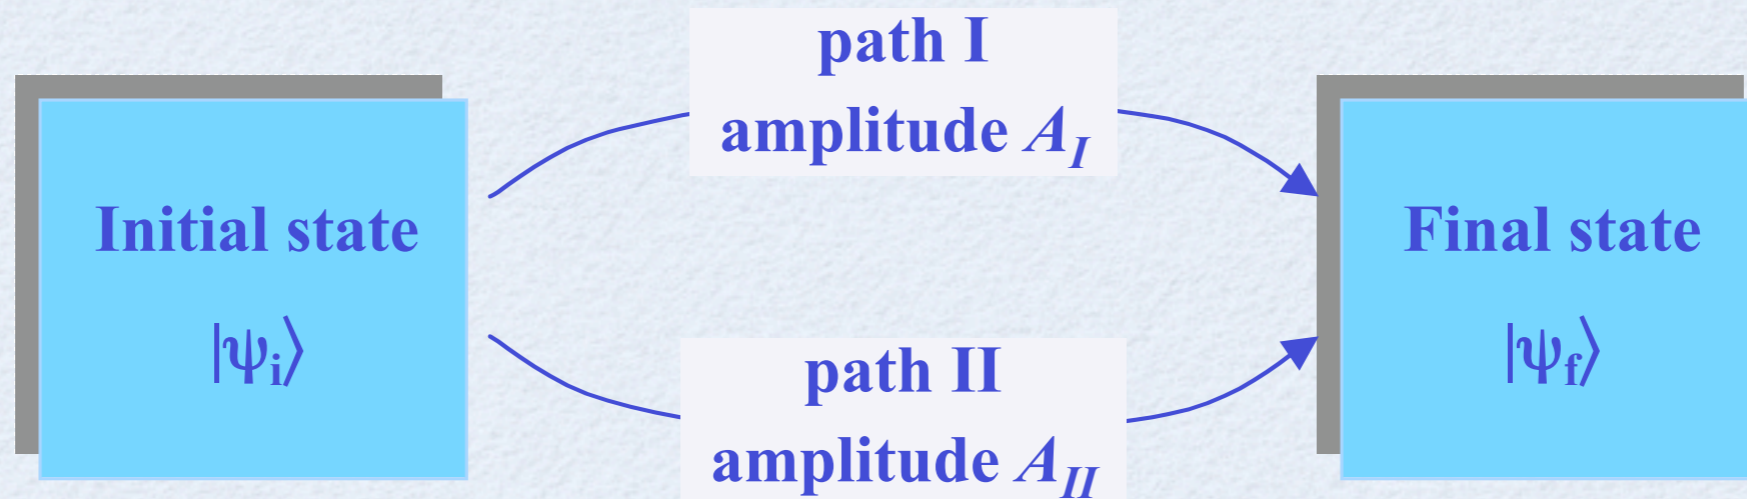 path I
amplitude A_I
Initial state
|ψ_i⟩
Final state
|ψ_f⟩
path II
amplitude A_II